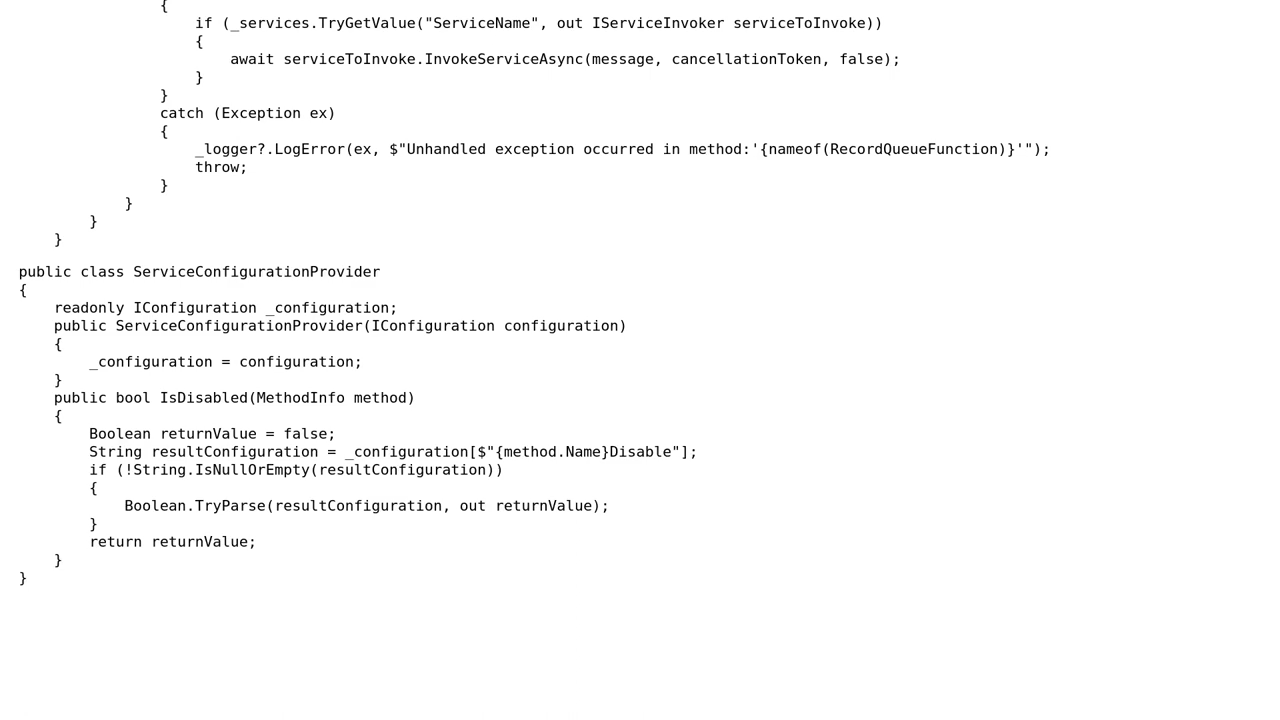 {
if (_services.TryGetValue("ServiceName", out IServiceInvoker serviceToInvoke))
{
await serviceToInvoke.InvokeServiceAsync(message, cancellationToken, false);
}
}
catch (Exception ex)
{
_logger?.LogError(ex, $"Unhandled exception occurred in method:'{nameof(RecordQueueFunction)}'");
throw;
}
}
}
}
public class ServiceConfigurationProvider
{
readonly IConfiguration _configuration;
public ServiceConfigurationProvider(IConfiguration configuration)
{
_configuration = configuration;
}
public bool IsDisabled(MethodInfo method)
{
Boolean returnValue = false;
String resultConfiguration = _configuration[$"{method.Name}Disable"];
if (!String.IsNullOrEmpty(resultConfiguration))
{
Boolean.TryParse(resultConfiguration, out returnValue);
}
return returnValue;
}
}